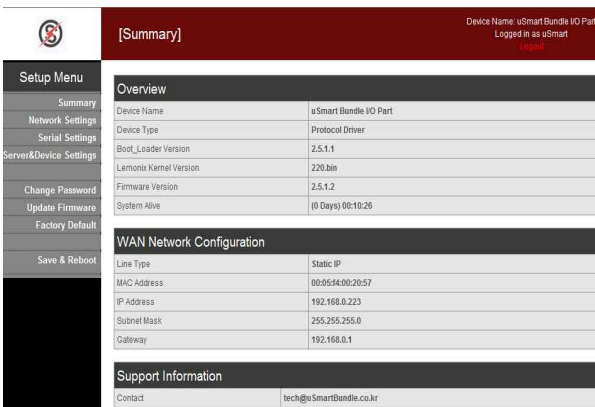 [Summary]
Device Name: uSmart Bundle I/O Part
Logged in as uSmart
Logout
Setup Menu
Summary
Network Settings
Serial Settings
Server&Device Settings
Change Password
Update Firmware
Factory Default
Save & Reboot
Overview
Device Name uSmart Bundle I/O Part
Device Type Protocol Driver
Boot_Loader Version 2.5.1.1
Lemonix Kernel Version 220.bin
Firmware Version 2.5.1.2
System Alive (0 Days) 00:10:26
WAN Network Configuration
Line Type Static IP
MAC Address 00:05:f4:00:20:57
IP Address 192.168.0.223
Subnet Mask 255.255.255.0
Gateway 192.168.0.1
Support Information
Contact tech@uSmartBundle.co.kr